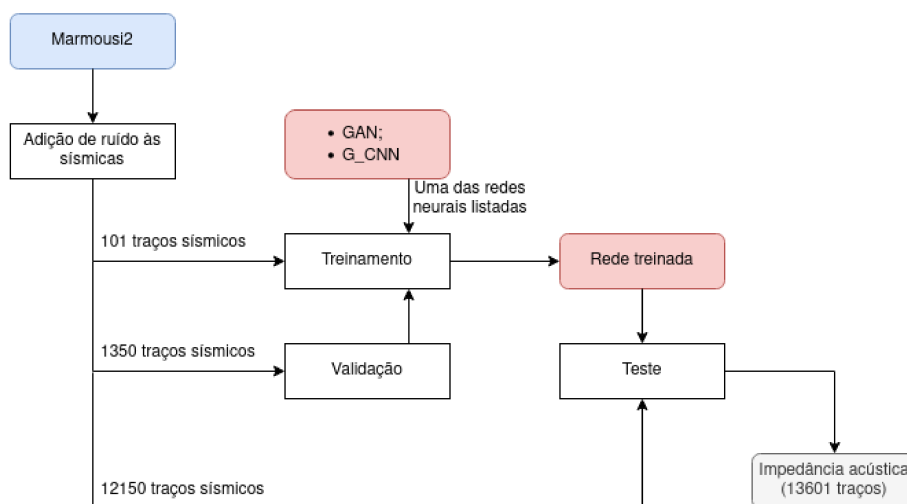 Marmousi2
Adição de ruído às
sísmicas
• GAN;
• G_CNN
Uma das redes
neurais listadas
101 traços sísmicos
Treinamento
Rede treinada
1350 traços sísmicos
Validação
Teste
12150 traços sísmicos
Impedância acústica
(13601 traços)